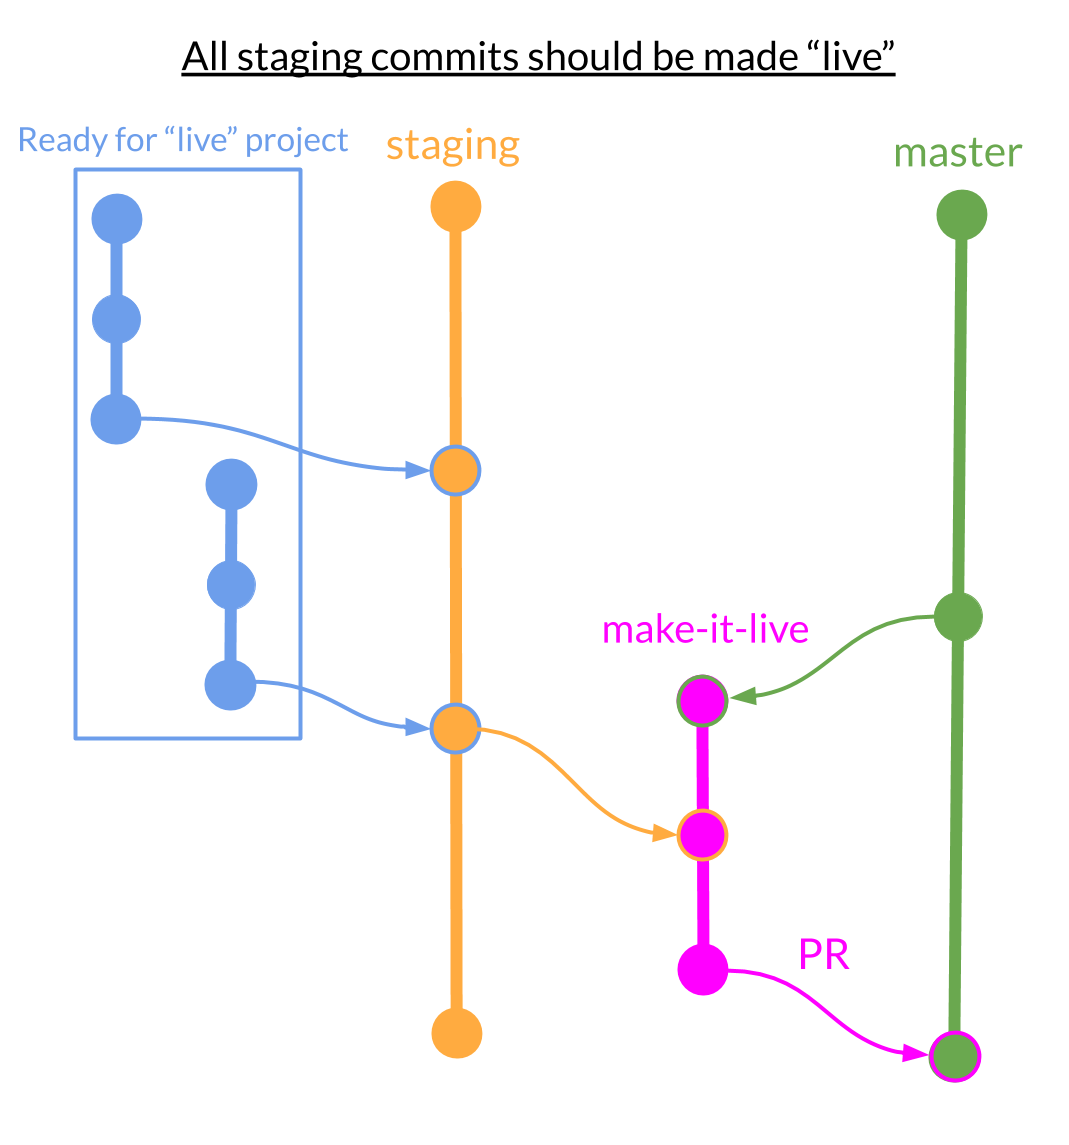 All staging commits should be made “live”
Ready for “live” project
staging
master
make-it-live
PR